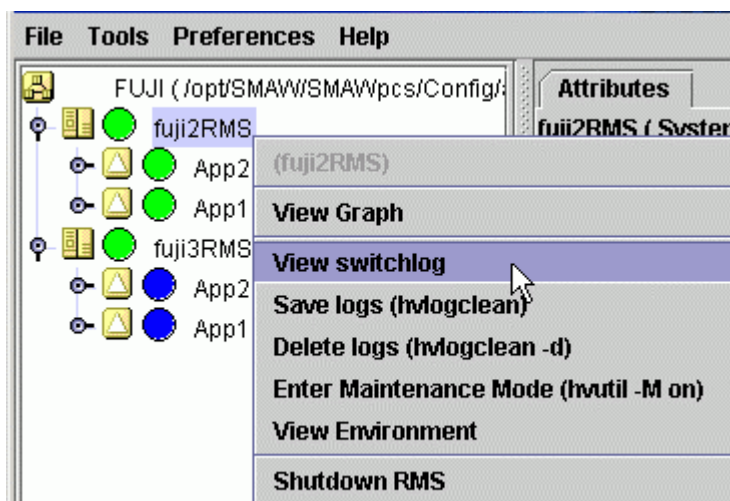 File Tools Preferences Help
FUJI ( /opt/SMAW/SMAWpcs/Config/
Attributes
fuji2RMS
fuji2RMS ( System
App2
(fuji2RMS)
App1
View Graph
fuji3RMS
View switchlog
App2
Save logs (hvlogclean)
App1
Delete logs (hvlogclean -d)
Enter Maintenance Mode (hvutil -M on)
View Environment
Shutdown RMS